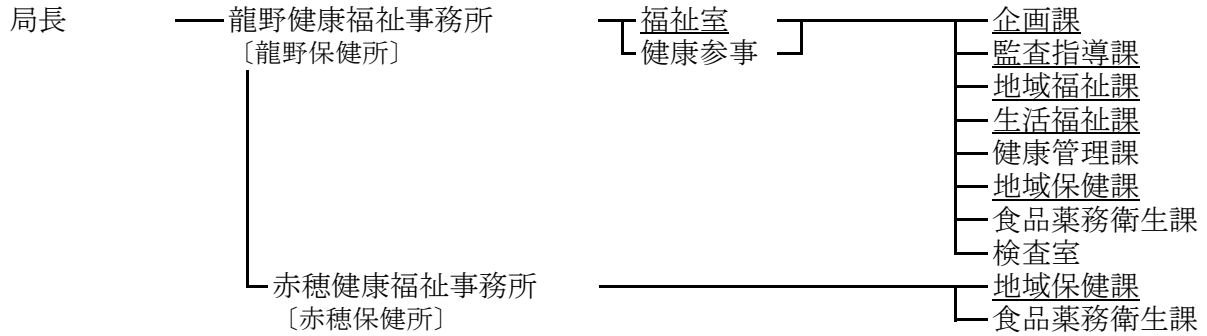 局長 龍野健康福祉事務所 福祉室 企画課
〔龍野保健所〕 健康参事 監査指導課
地域福祉課
生活福祉課
健康管理課
地域保健課
食品薬務衛生課
検査室
赤穂健康福祉事務所 地域保健課
〔赤穂保健所〕 食品薬務衛生課